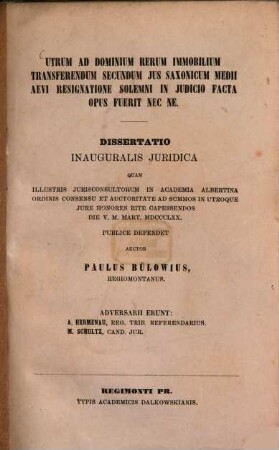 UTRUM AD DOMINIUM RERUM IMMOBILIUM
TRANSFERENDUM SECUNDUM JUS SAXONICUM MEDII
AEVI RESIGNATIONE SOLEMNI IN JUDICIO FACTA
OPUS FUERIT NEC NE.
DISSERTATIO
INAUGURALIS JURIDICA
QUAM
ILLUSTRIS JURISCONSULTORUM IN ACADEMIA ALBERTINA
ORDINIS CONSENSU ET AUCTORITATE AD SUMMOS IN UTROQUE
JURE HONORES RITE CAPESSENDOS
DIE V. M. MART. MDCCCLXX.
PUBLICE DEFENDET
AUCTOR
PAULUS BÜLOWIUS,
REGIOMONTANUS.
ADVERSARII ERUNT:
A. HERMENAU, REG. TRIB. REFERENDARIUS.
M. SCHULTZ, CAND. JUR.
REGIMONTI PR.
TYPIS ACADEMICIS DALKOWSKIANIS.